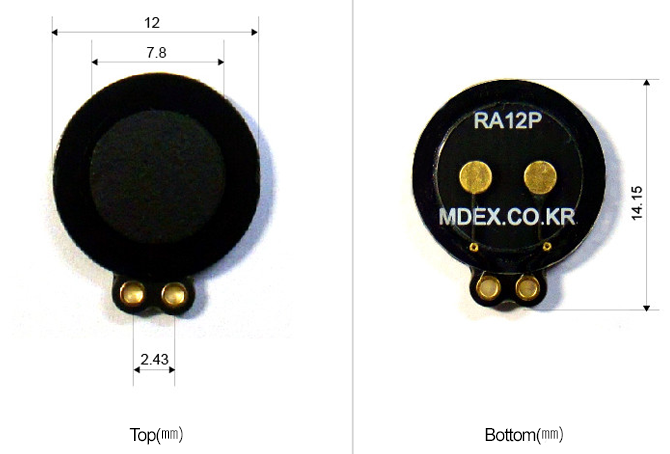 12
7.8
2.43
Top(㎜)
RA12P
MDEX.CO.KR
14.15
Bottom(㎜)